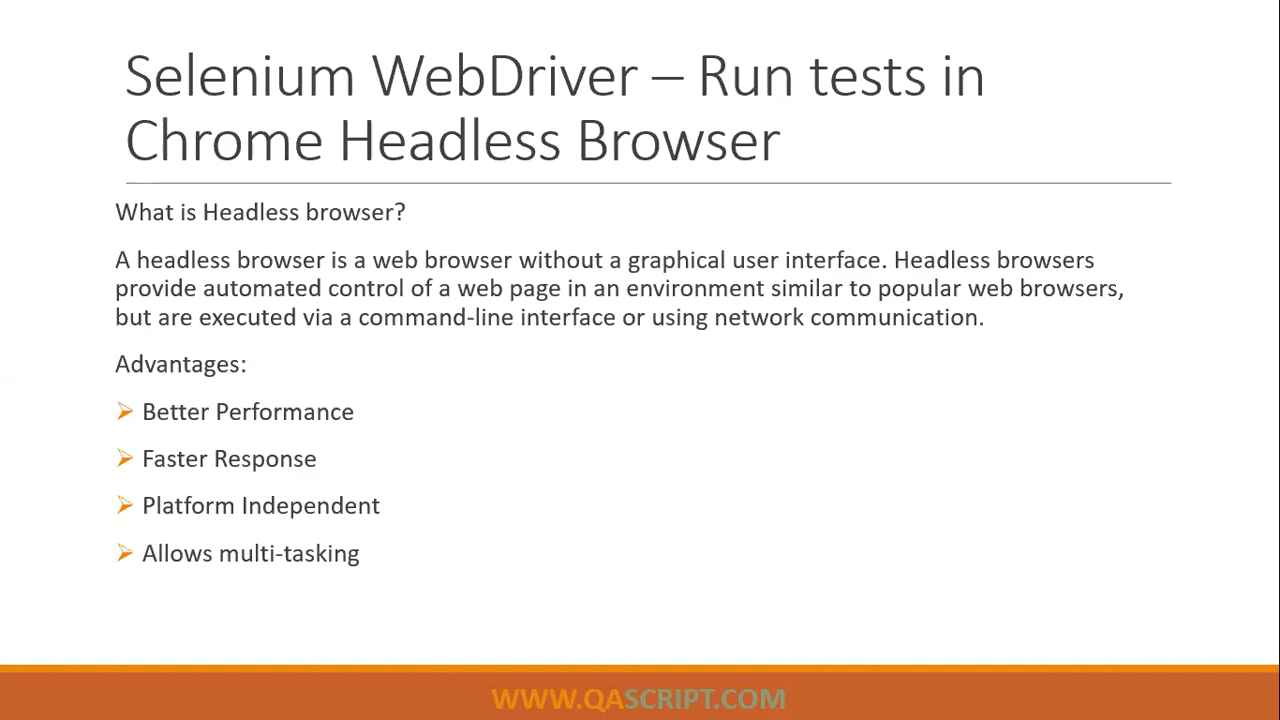 Selenium WebDriver – Run tests in
Chrome Headless Browser
What is Headless browser?
A headless browser is a web browser without a graphical user interface. Headless browsers
provide automated control of a web page in an environment similar to popular web browsers,
but are executed via a command-line interface or using network communication.
Advantages:
Better Performance
Faster Response
Platform Independent
Allows multi-tasking
WWW.QASCRIPT.COM